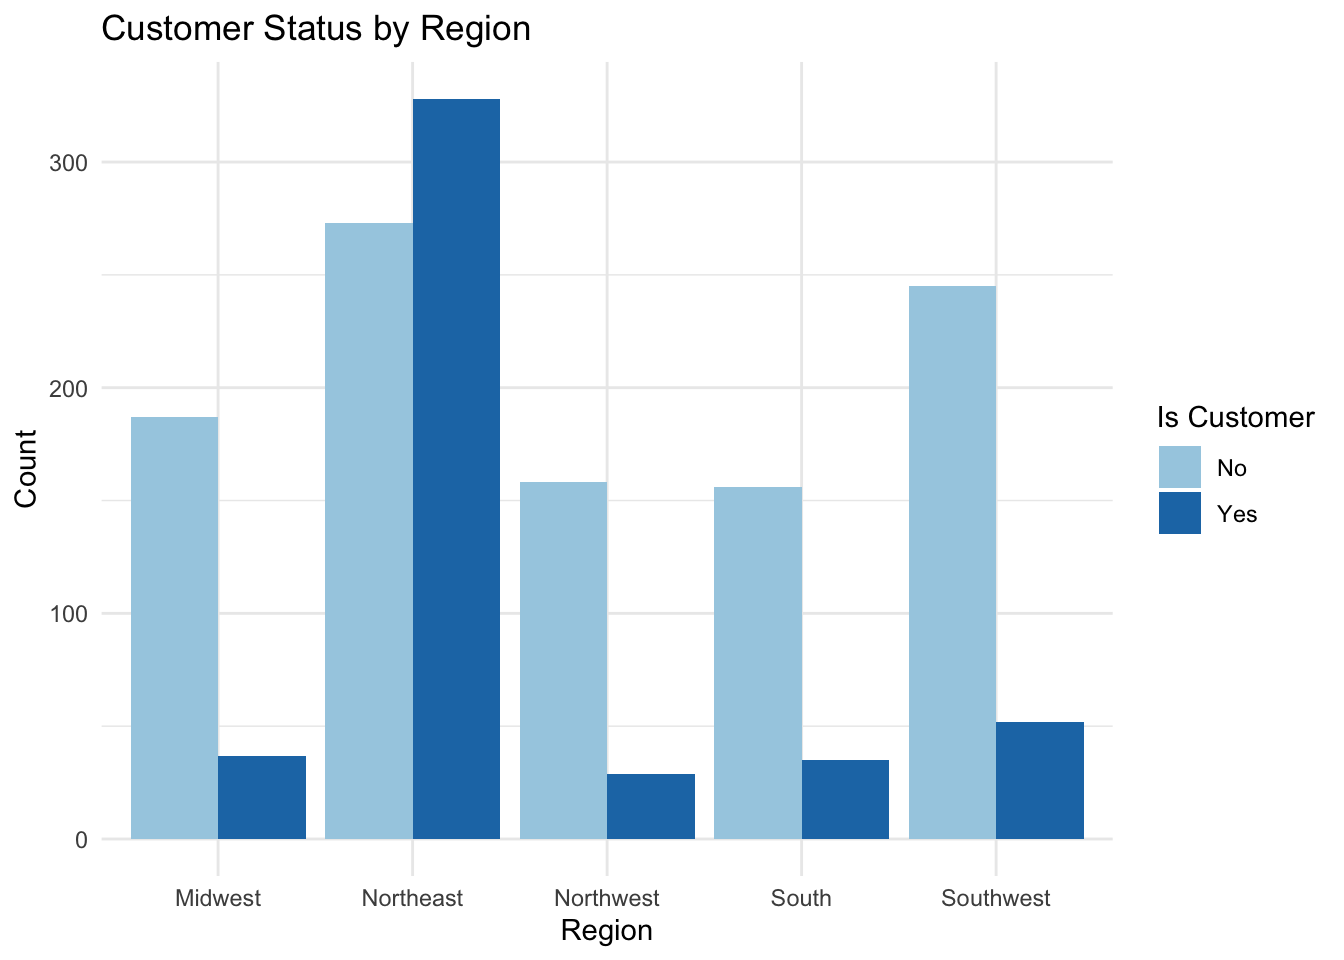 Customer Status by Region
Count
300
200
100
0
Midwest
Northeast
Northwest
South
Southwest
Region
Is Customer
No
Yes